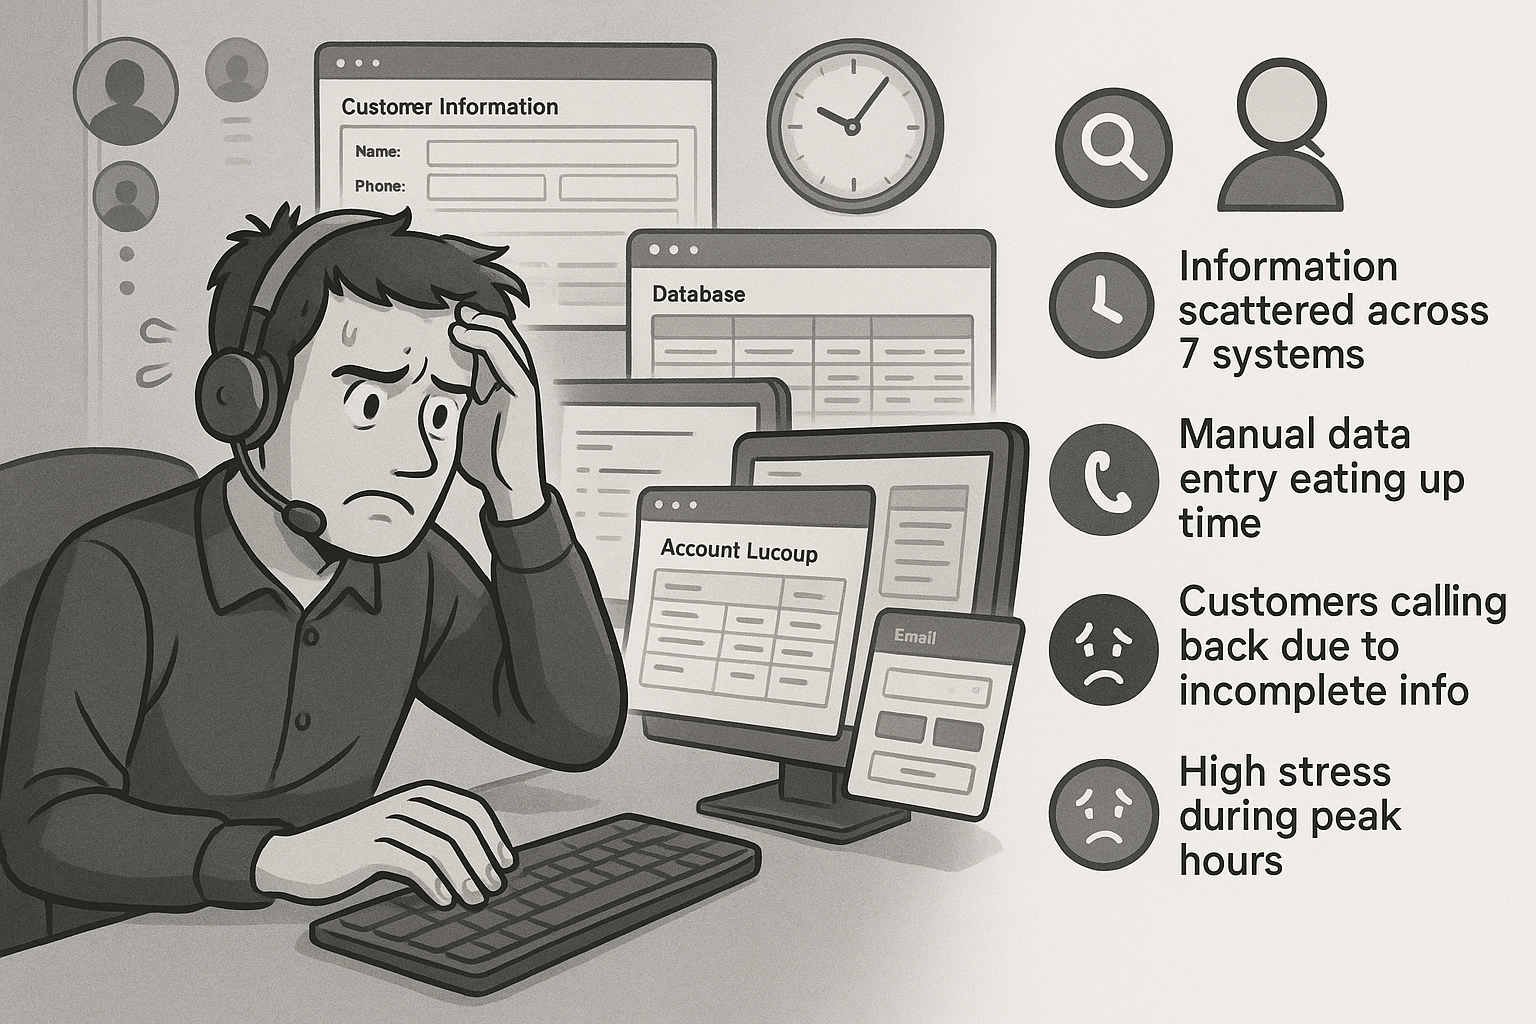 Customer Information
Name:
Phone:
Database
Account Lucoup
Email
Information
scattered across
7 systems
Manual data
entry eating up
time
Customers calling
back due to
incomplete info
High stress
during peak
hours